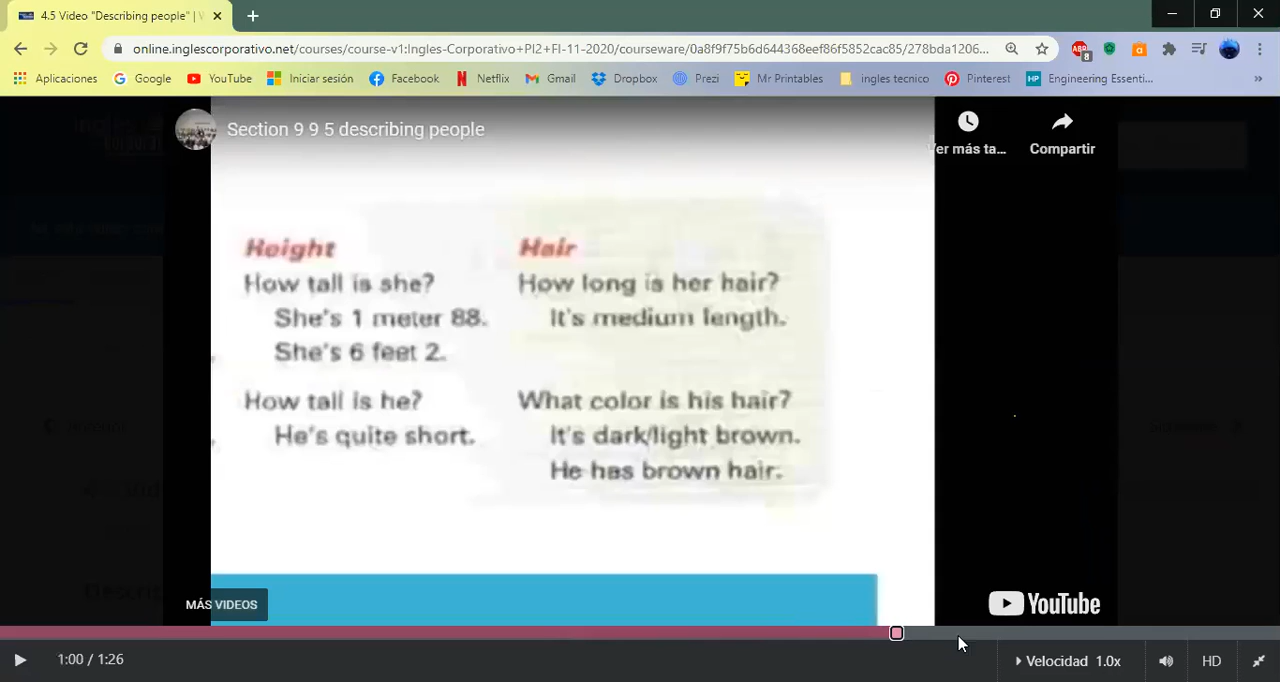 4.5 Video "Describing people" |
online.inglescorporativo.net/courses/course-v1:Ingles-Corporativo+PI2+FI-11-2020/courseware/0a8f9f75b6d644368eef86f5852cac85/278bda1206...
ABP
8
Aplicaciones
Google
YouTube
Iniciar sesión
Facebook
Netflix
Gmail
Dropbox
Prezi
Mr Printables
ingles tecnico
Pinterest
HP
Engineering Essenti...
»
Section 9 9 5 describing people
Ver más ta...
Compartir
Height
How tall is she?
She's 1 meter 88.
She's 6 feet 2.
How tall is he?
He's quite short.
Hair
How long is her hair?
It's medium length.
What color is his hair?
It's dark/light brown.
He has brown hair.
MÁS VIDEOS
YouTube
1:00 / 1:26
Velocidad 1.0x
HD